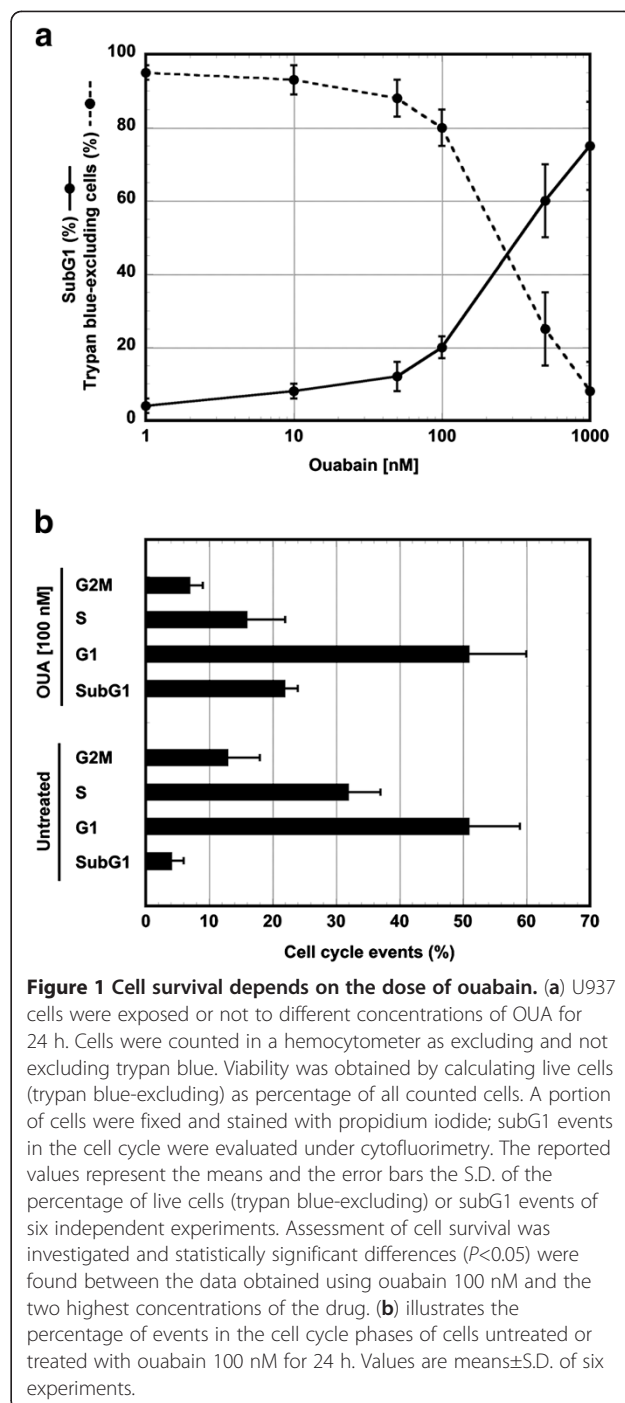 a
SubG1 (%)
Trypan blue-excluding cells (%)
100
80
60
40
20
0
1 10 100 1000
Ouabain [nM]
b
OUA [100 nM]
G2M
S
G1
SubG1
Untreated
G2M
S
G1
SubG1
0 10 20 30 40 50 60 70
Cell cycle events (%)
Figure 1 Cell survival depends on the dose of ouabain. (a) U937
cells were exposed or not to different concentrations of OUA for
24 h. Cells were counted in a hemocytometer as excluding and not
excluding trypan blue. Viability was obtained by calculating live cells
(trypan blue-excluding) as percentage of all counted cells. A portion
of cells were fixed and stained with propidium iodide; subG1 events
in the cell cycle were evaluated under cytofluorimetry. The reported
values represent the means and the error bars the S.D. of the
percentage of live cells (trypan blue-excluding) or subG1 events of
six independent experiments. Assessment of cell survival was
investigated and statistically significant differences (P<0.05) were
found between the data obtained using ouabain 100 nM and the
two highest concentrations of the drug. (b) illustrates the
percentage of events in the cell cycle phases of cells untreated or
treated with ouabain 100 nM for 24 h. Values are means±S.D. of six
experiments.